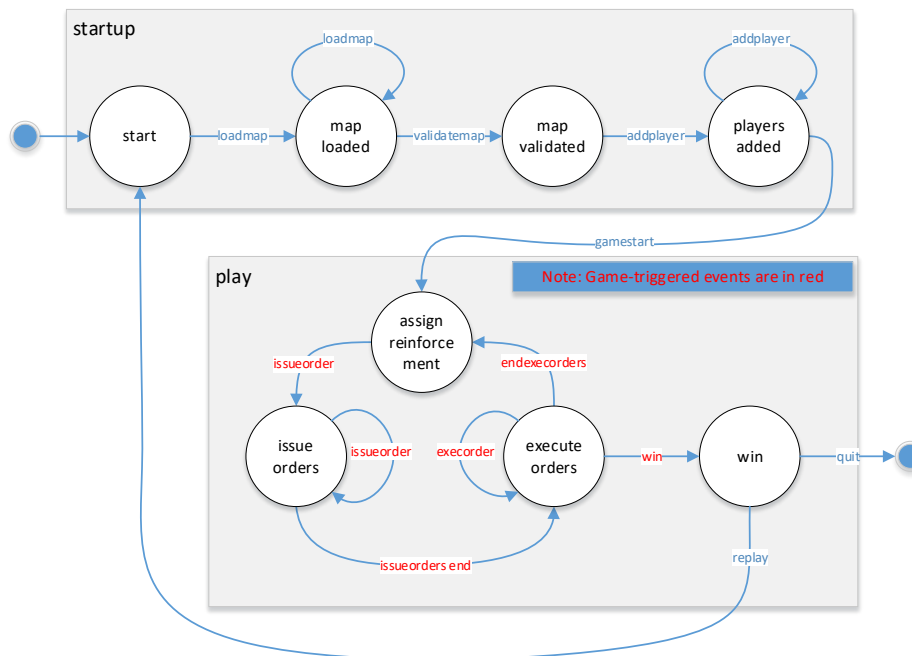 startup
loadmap
addplayer
start
loadmap
map
loaded
validatemap
map
validated
addplayer
players
added
gamestart
play
Note: Game-triggered events are in red
assign
reinforce
ment
issueorder
endexecorders
issue
orders
issueorder
execorder
execute
orders
win
win
quit
issueorders end
replay